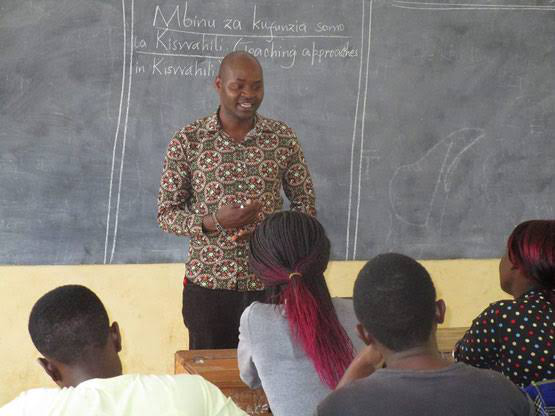 Mbinu za kufunzia somo
la Kiswahili. (Teaching approaches
in Kiswahili)